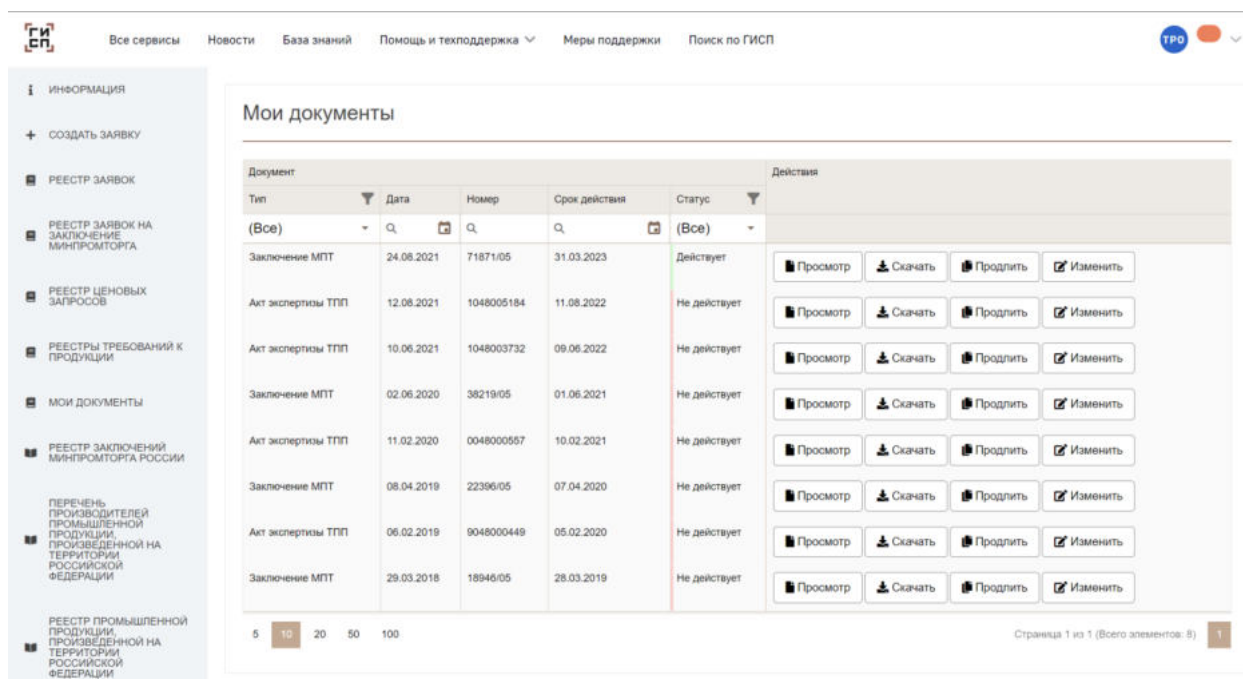 ГИСП
Все сервисы Новости База знаний Помощь и техподдержка Меры поддержки Поиск по ГИСП ТРО
ИНФОРМАЦИЯ
СОЗДАТЬ ЗАЯВКУ
РЕЕСТР ЗАЯВОК
РЕЕСТР ЗАЯВОК НА
ЗАКЛЮЧЕНИЕ
МИНПРОМТОРГА
РЕЕСТР ЦЕНОВЫХ
ЗАПРОСОВ
РЕЕСТРЫ ТРЕБОВАНИЙ К
ПРОДУКЦИИ
МОИ ДОКУМЕНТЫ
РЕЕСТР ЗАКЛЮЧЕНИЙ
МИНПРОМТОРГА РОССИИ
ПЕРЕЧЕНЬ
ПРОИЗВОДИТЕЛЕЙ
ПРОМЫШЛЕННОЙ
ПРОДУКЦИИ,
ПРОИЗВЕДЕННОЙ НА
ТЕРРИТОРИИ
РОССИЙСКОЙ
ФЕДЕРАЦИИ
РЕЕСТР ПРОМЫШЛЕННОЙ
ПРОДУКЦИИ,
ПРОИЗВЕДЕННОЙ НА
ТЕРРИТОРИИ
РОССИЙСКОЙ
ФЕДЕРАЦИИ
Мои документы
Документ Действия
Тип Дата Номер Срок действия Статус
(Все) (Все)
Заключение МПТ 24.08.2021 71871/05 31.03.2023 Действует Просмотр Скачать Продлить Изменить
Акт экспертизы ТПП 12.08.2021 1048005184 11.08.2022 Не действует Просмотр Скачать Продлить Изменить
Акт экспертизы ТПП 10.06.2021 1048003732 09.06.2022 Не действует Просмотр Скачать Продлить Изменить
Заключение МПТ 02.06.2020 38219/05 01.06.2021 Не действует Просмотр Скачать Продлить Изменить
Акт экспертизы ТПП 11.02.2020 0048000557 10.02.2021 Не действует Просмотр Скачать Продлить Изменить
Заключение МПТ 08.04.2019 22396/05 07.04.2020 Не действует Просмотр Скачать Продлить Изменить
Акт экспертизы ТПП 06.02.2019 9048000449 05.02.2020 Не действует Просмотр Скачать Продлить Изменить
Заключение МПТ 29.03.2018 18946/05 28.03.2019 Не действует Просмотр Скачать Продлить Изменить
5 10 20 50 100 Страница 1 из 1 (Всего элементов: 8) 1